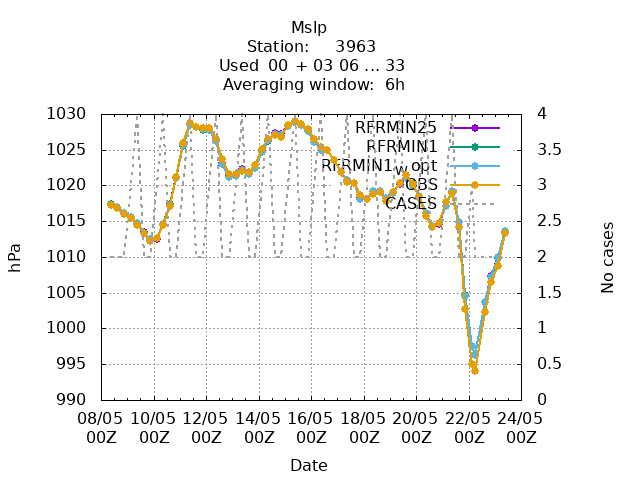 Mslp
Station: 3963
Used 00 + 03 06 ... 33
Averaging window: 6h
1030 4
RFRMIN25
RFRMIN1
1025 3.5
RFRMIN1w_opt
1020 OBS 3
CASES
1015 2.5
hPa
1010 2
No cases
1005 1.5
1000 1
995 0.5
990 0
08/05 10/05 12/05 14/05 16/05 18/05 20/05 22/05 24/05
00Z 00Z 00Z 00Z 00Z 00Z 00Z 00Z 00Z
Date